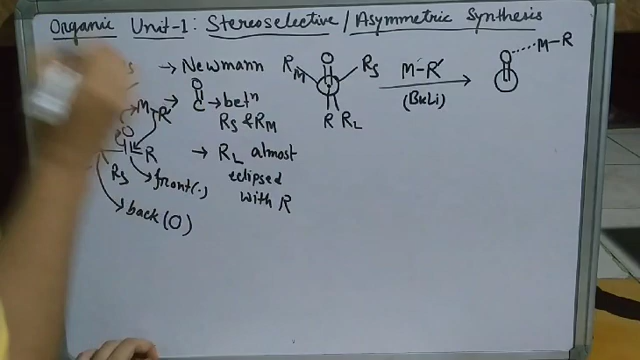 Organic Unit-1: Stereoselective / Asymmetric Synthesis
→ Newmann
O
C → betⁿ
Rs & RM
→ RL almost
eclipsed
with R
M R'
O
R
Rs
front(·)
back (O)
O
RM Rs
R RL
M-R'
(BuLi)
O M-R